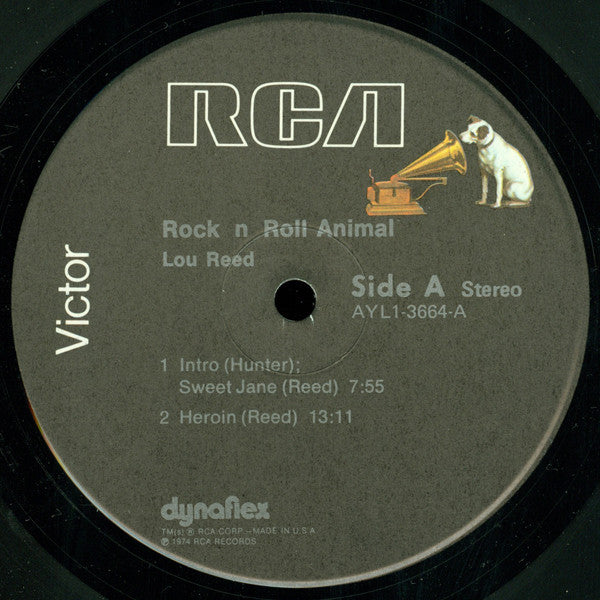 RCA
Victor
Rock n Roll Animal
Lou Reed
Side A Stereo
AYL1-3664-A
1 Intro (Hunter);
Sweet Jane (Reed) 7:55
2 Heroin (Reed) 13:11
dynaflex
TM(s) ® RCA CORP.-MADE IN U.S.A.
℗ 1974 RCA RECORDS